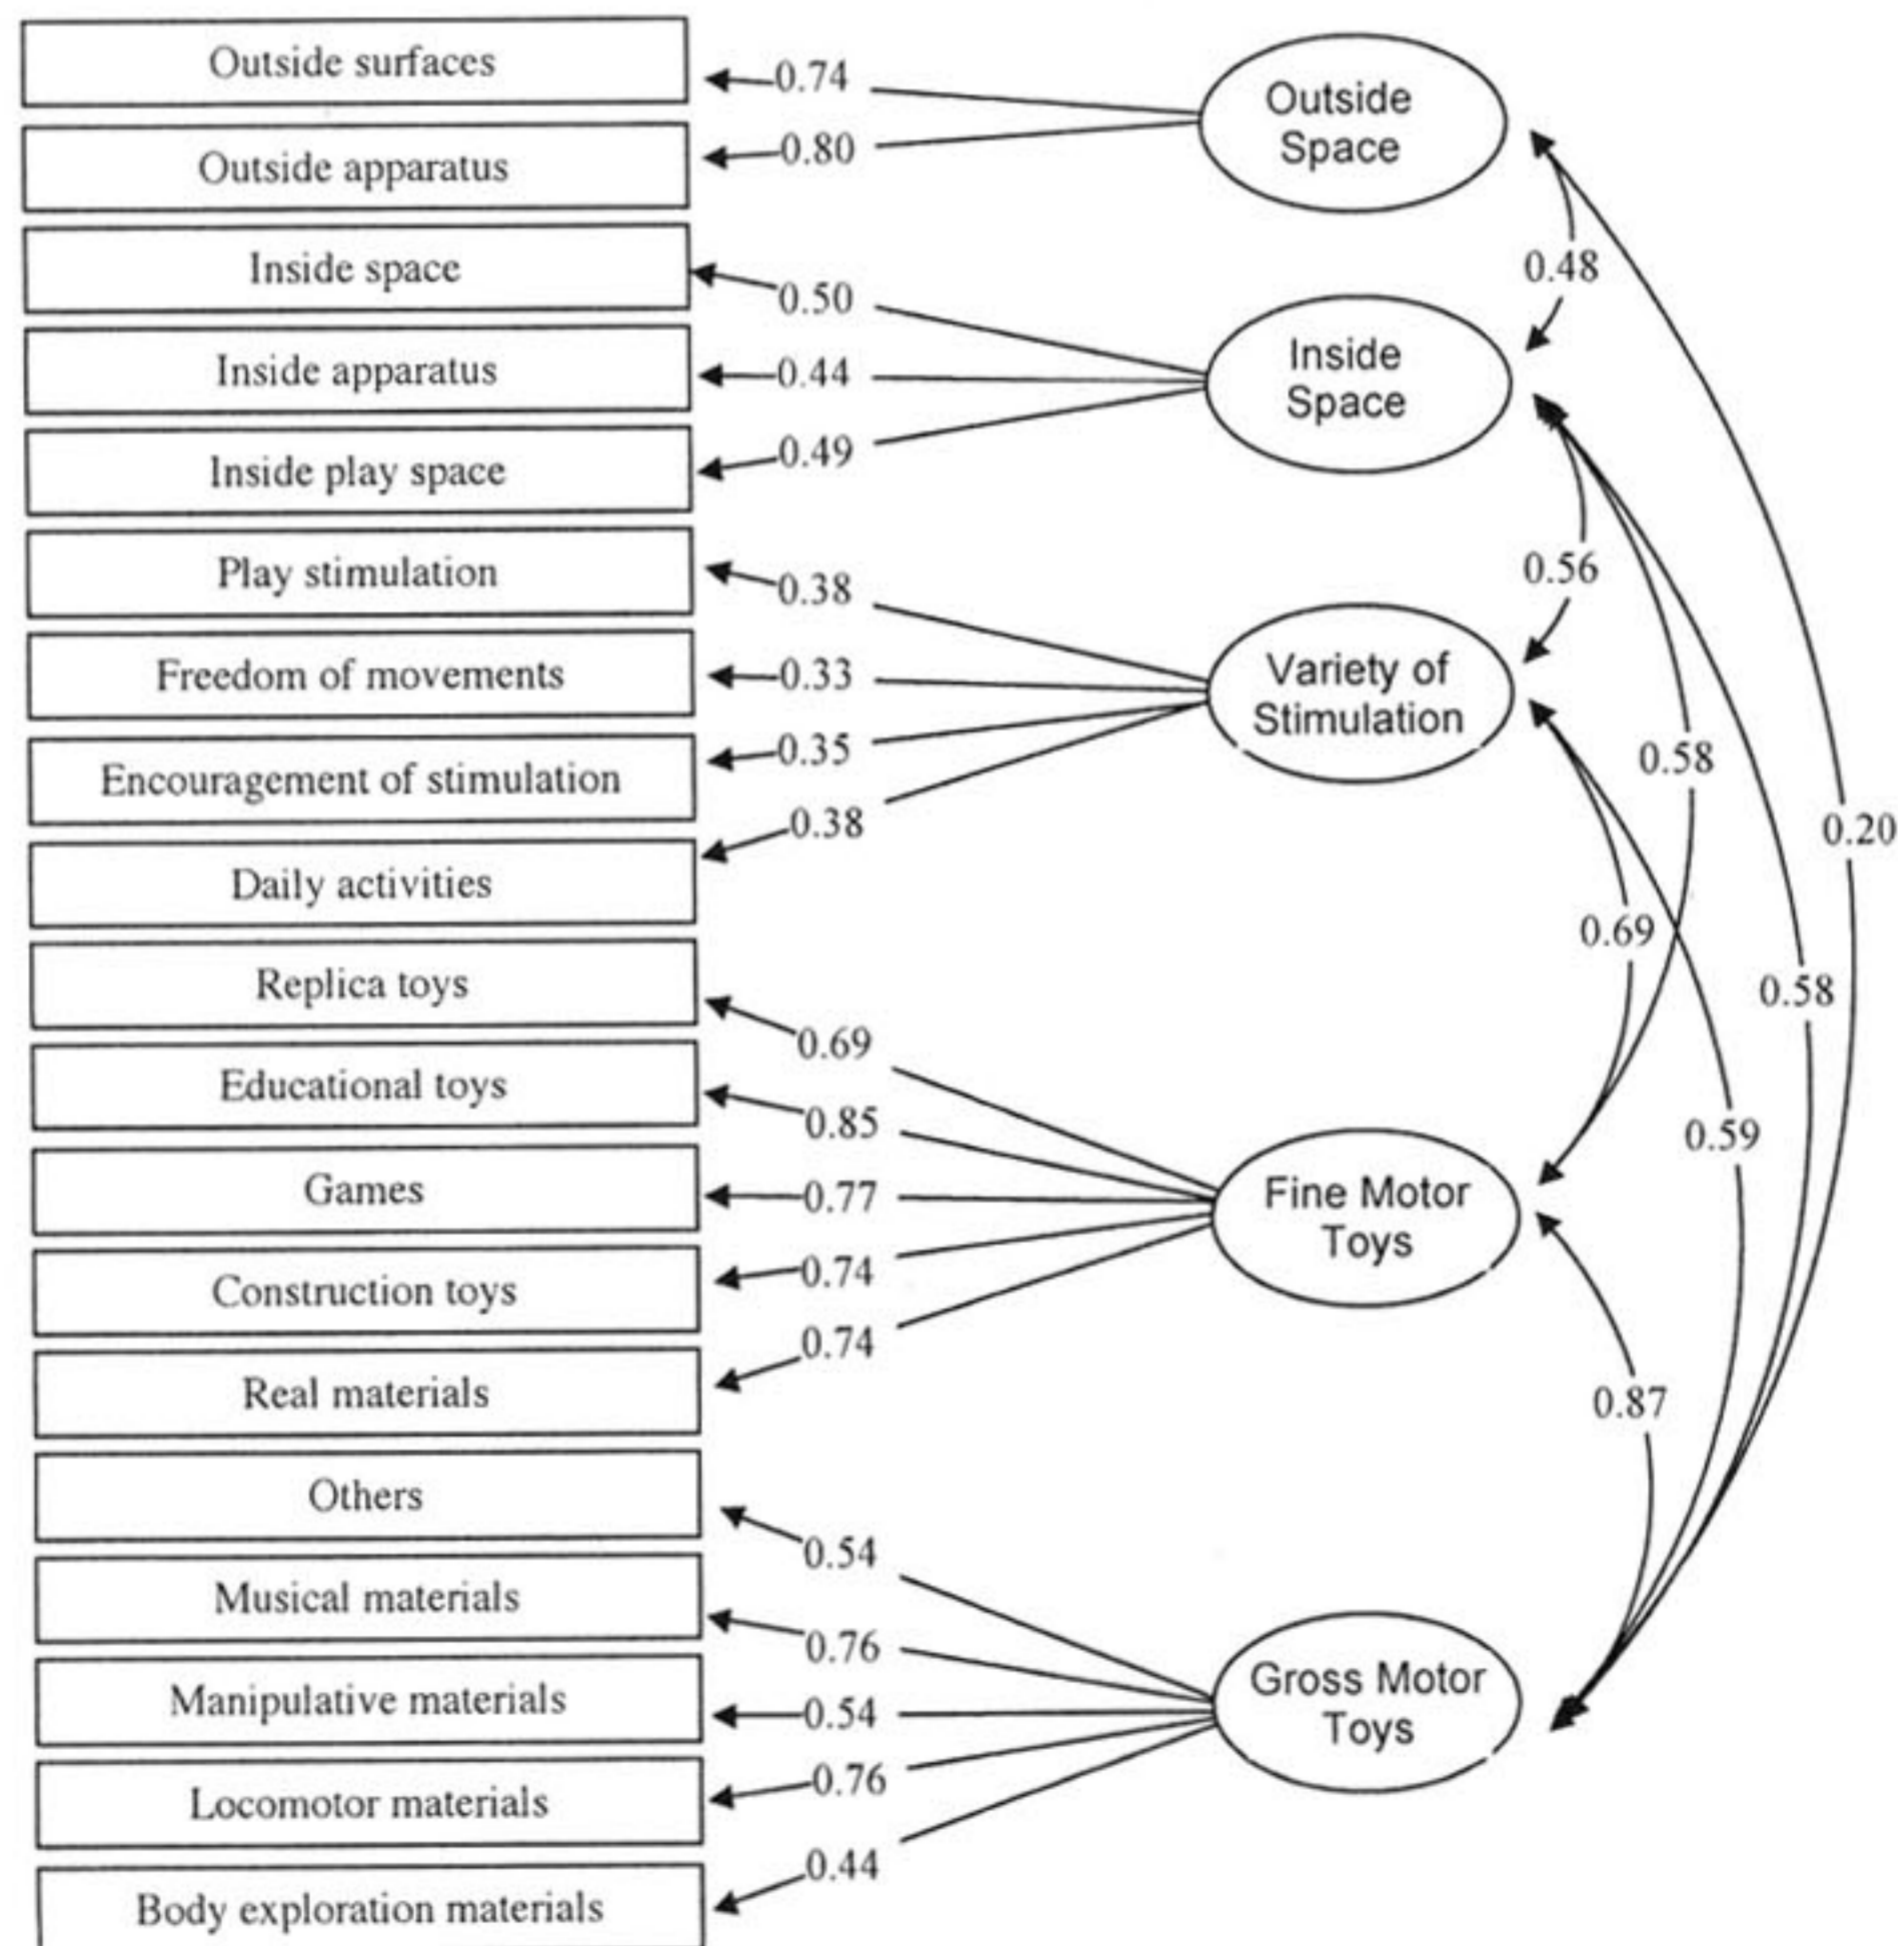 Outside surfaces
Outside apparatus
Inside space
Inside apparatus
Inside play space
Play stimulation
Freedom of movements
Encouragement of stimulation
Daily activities
Replica toys
Educational toys
Games
Construction toys
Real materials
Others
Musical materials
Manipulative materials
Locomotor materials
Body exploration materials
0.74
0.80
0.50
0.44
0.49
0.38
0.33
0.35
0.38
0.69
0.85
0.77
0.74
0.74
0.54
0.76
0.54
0.76
0.44
Outside
Space
Inside
Space
Variety of
Stimulation
Fine Motor
Toys
Gross Motor
Toys
0.48
0.56
0.58
0.20
0.69
0.58
0.59
0.87